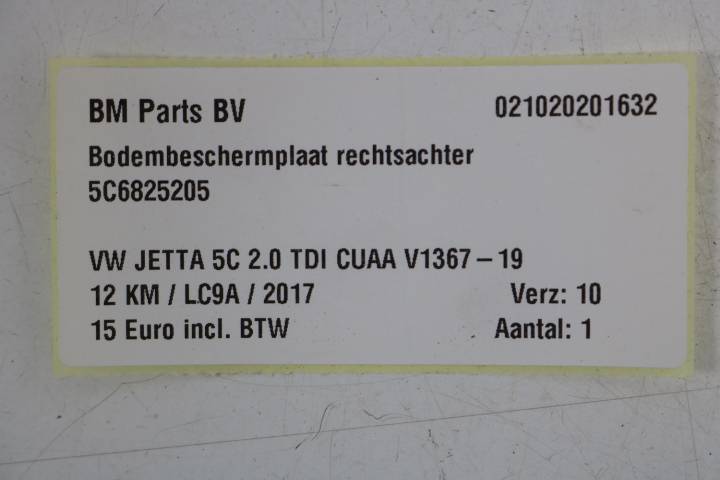 BM Parts BV 021020201632
Bodembeschermplaat rechtsachter
5C6825205
VW JETTA 5C 2.0 TDI CUAA V1367-19
12 KM / LC9A / 2017 Verz: 10
15 Euro incl. BTW Aantal: 1